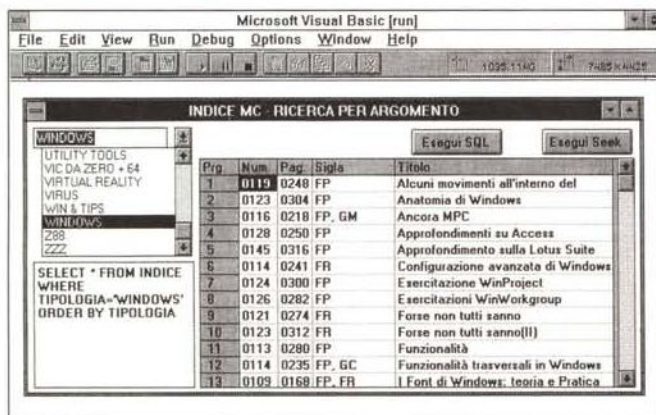 Microsoft Visual Basic [run]
File Edit View Run Debug Options Window Help
1095,1140 7485×4425
INDICE MC - RICERCA PER ARGOMENTO
WINDOWS
UTILITY TOOLS
VIC DA ZERO + 64
VIRTUAL REALITY
VIRUS
WIN & TIPS
WINDOWS
Z88
ZZZ
SELECT * FROM INDICE
WHERE
TIPOLOGIA='WINDOWS'
ORDER BY TIPOLOGIA
Esegui SQL Esegui Seek
Prg. Num. Pag. Sigla Titolo
1 0119 0248 FP Alcuni movimenti all'interno del
2 0123 0304 FP Anatomia di Windows
3 0116 0218 FP, GM Ancora MPC
4 0128 0250 FP Approfondimenti su Access
5 0145 0316 FP Approfondimento sulla Lotus Suite
6 0114 0241 FR Configurazione avanzata di Windows
7 0124 0300 FP Esercitazione WinProject
8 0126 0282 FP Esercitazioni WinWorkgroup
9 0121 0274 FR Forse non tutti sanno
10 0123 0312 FR Forse non tutti sanno(II)
11 0113 0280 FP Funzionalità
12 0114 0235 FP, GC Funzionalità trasversali in Windows
13 0109 0168 FP, FR I Font di Windows: teoria e Pratica